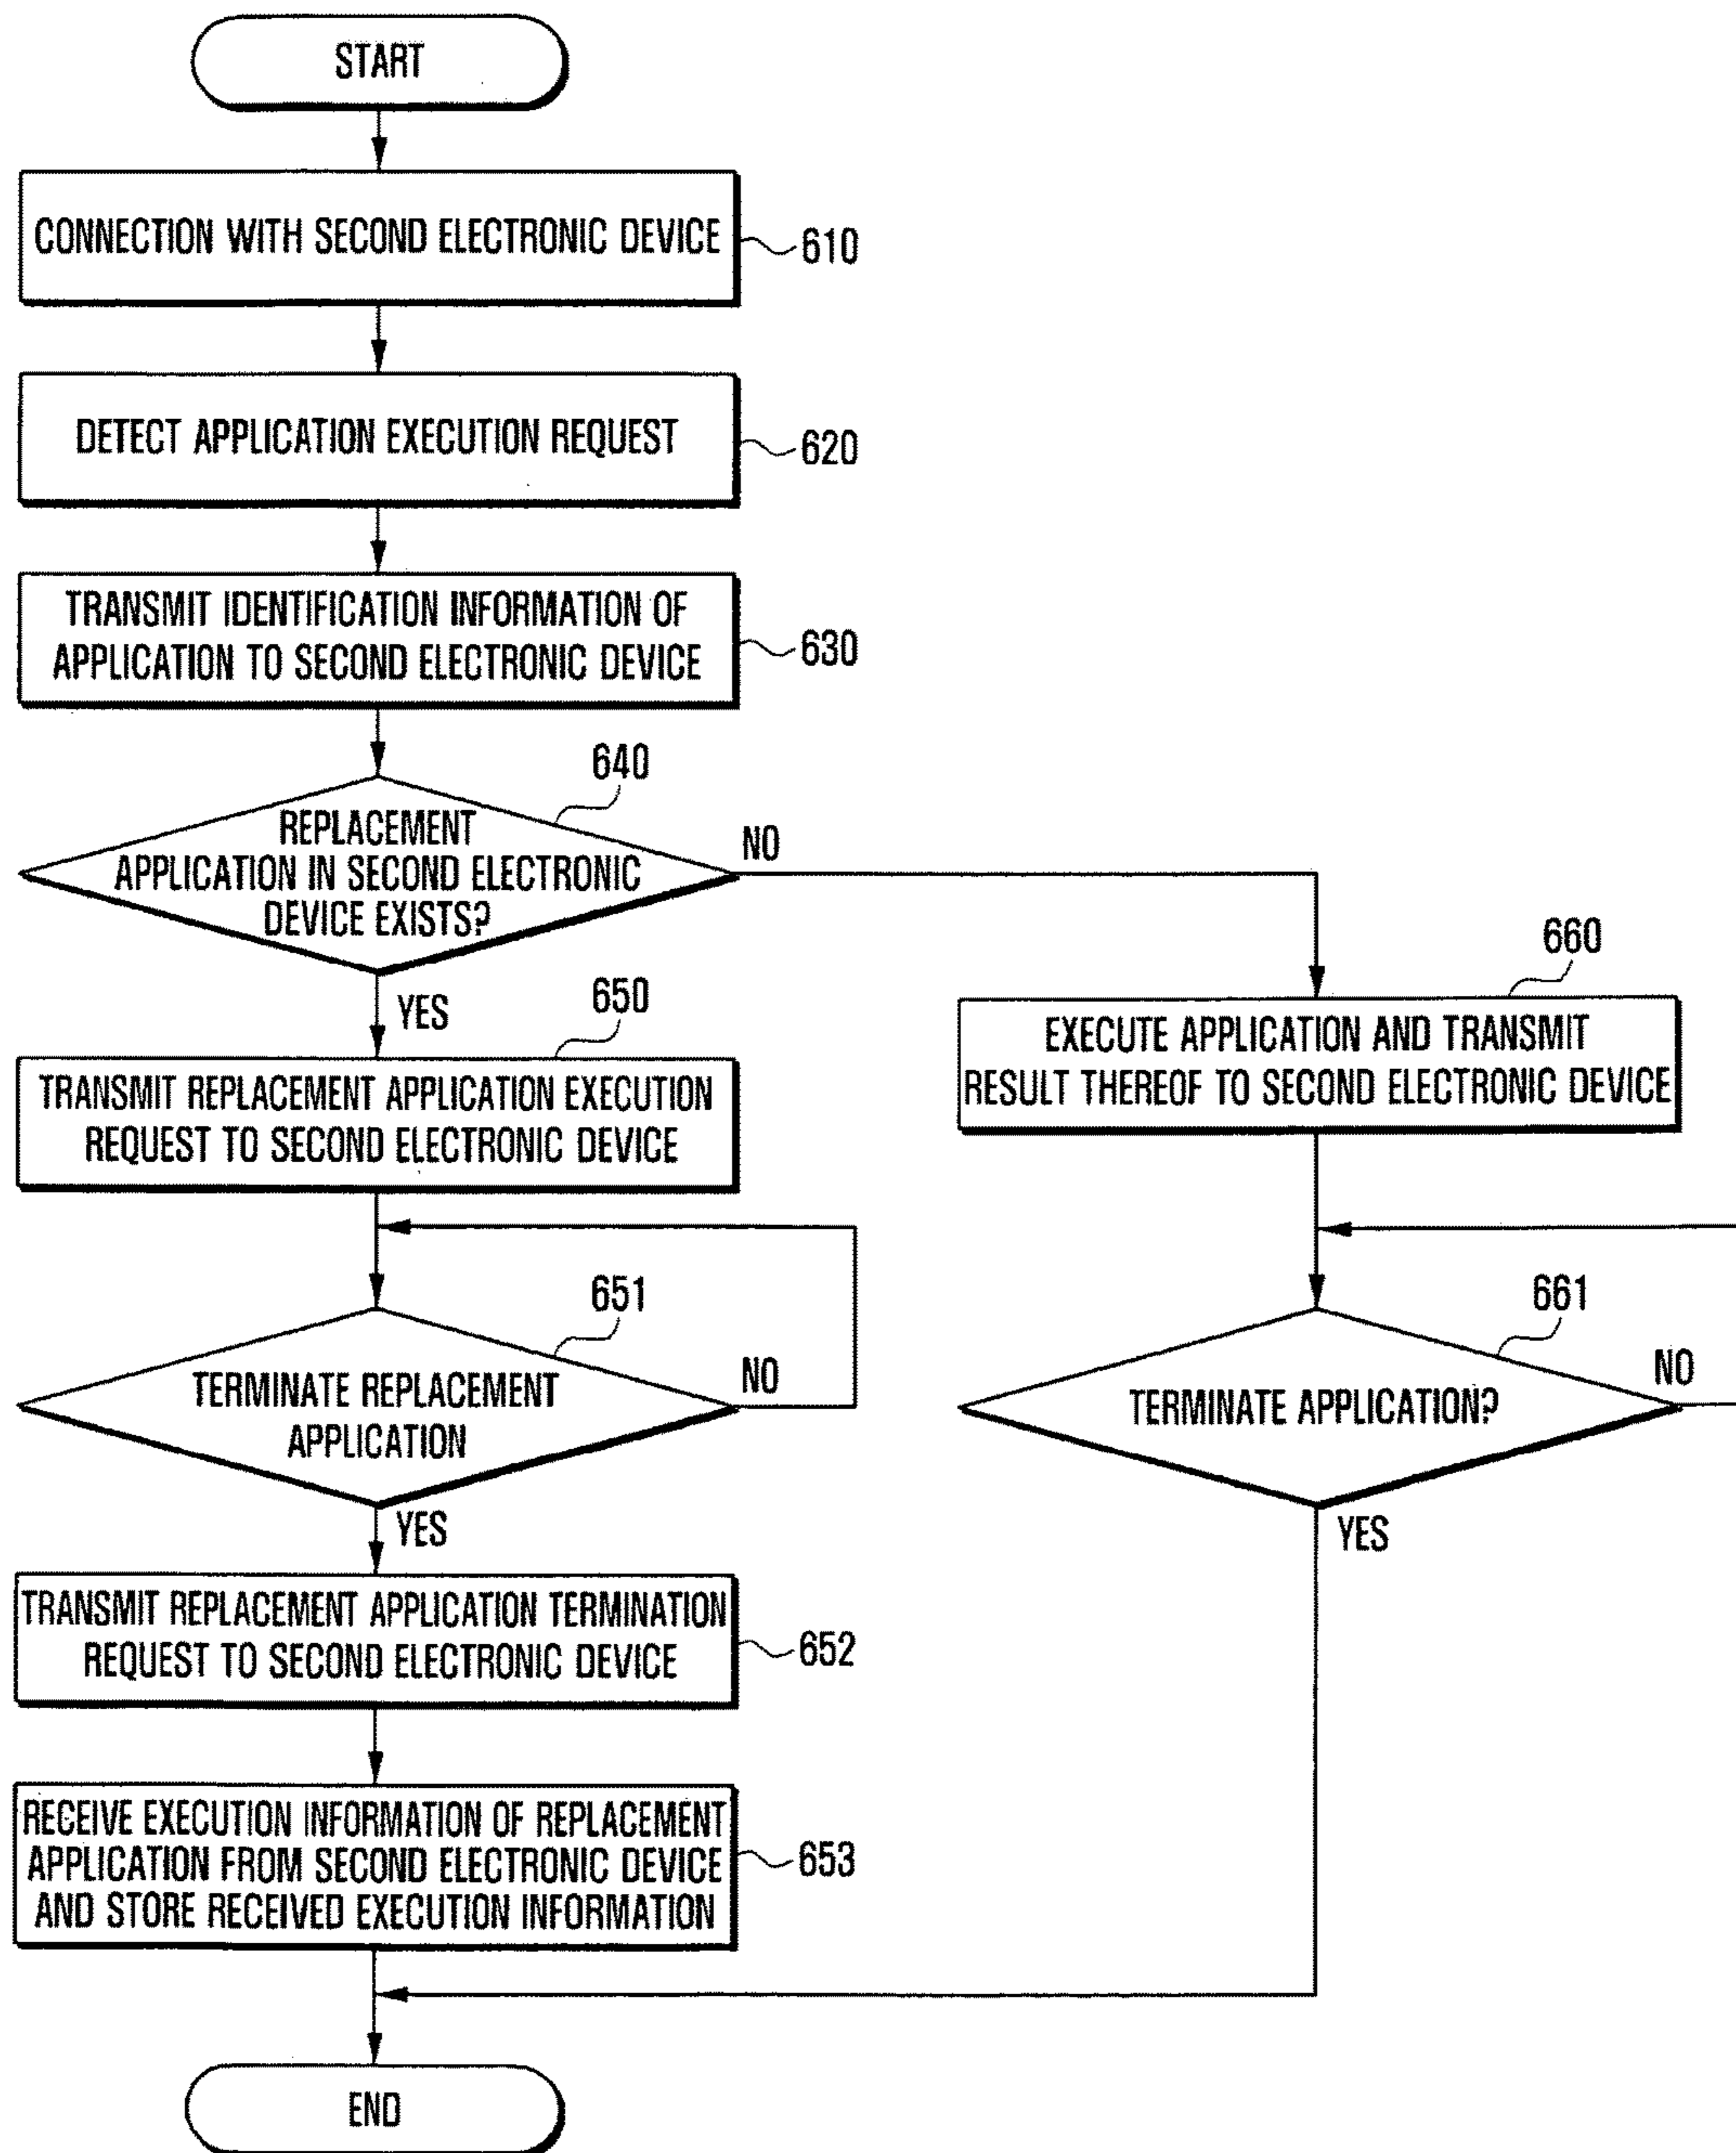 START
CONNECTION WITH SECOND ELECTRONIC DEVICE
610
DETECT APPLICATION EXECUTION REQUEST
620
TRANSMIT IDENTIFICATION INFORMATION OF
APPLICATION TO SECOND ELECTRONIC DEVICE
630
640
REPLACEMENT
APPLICATION IN SECOND ELECTRONIC
DEVICE EXISTS?
NO
YES
650
TRANSMIT REPLACEMENT APPLICATION EXECUTION
REQUEST TO SECOND ELECTRONIC DEVICE
660
EXECUTE APPLICATION AND TRANSMIT
RESULT THEREOF TO SECOND ELECTRONIC DEVICE
651
TERMINATE REPLACEMENT
APPLICATION
NO
YES
661
TERMINATE APPLICATION?
NO
YES
TRANSMIT REPLACEMENT APPLICATION TERMINATION
REQUEST TO SECOND ELECTRONIC DEVICE
652
RECEIVE EXECUTION INFORMATION OF REPLACEMENT
APPLICATION FROM SECOND ELECTRONIC DEVICE
AND STORE RECEIVED EXECUTION INFORMATION
653
END